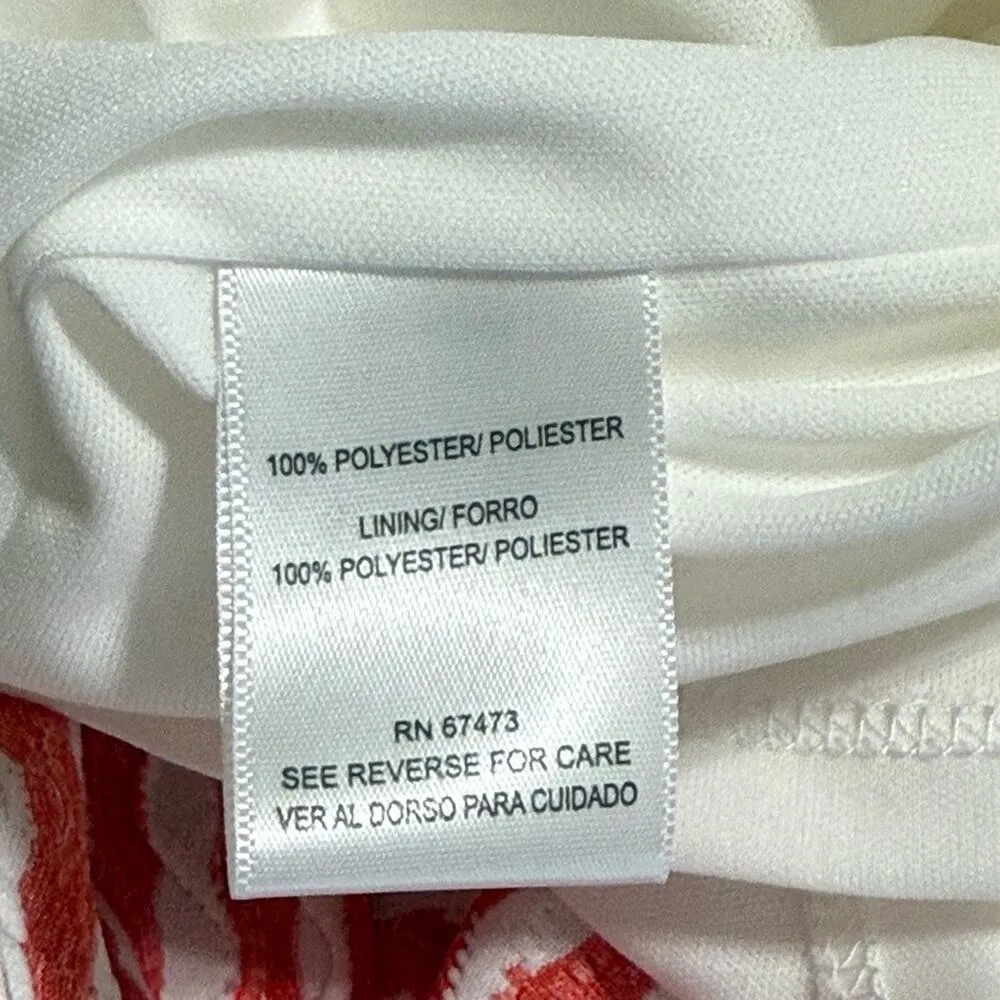 100% POLYESTER/ POLIESTER
LINING/ FORRO
100% POLYESTER/ POLIESTER
RN 67473
SEE REVERSE FOR CARE
VER AL DORSO PARA CUIDADO